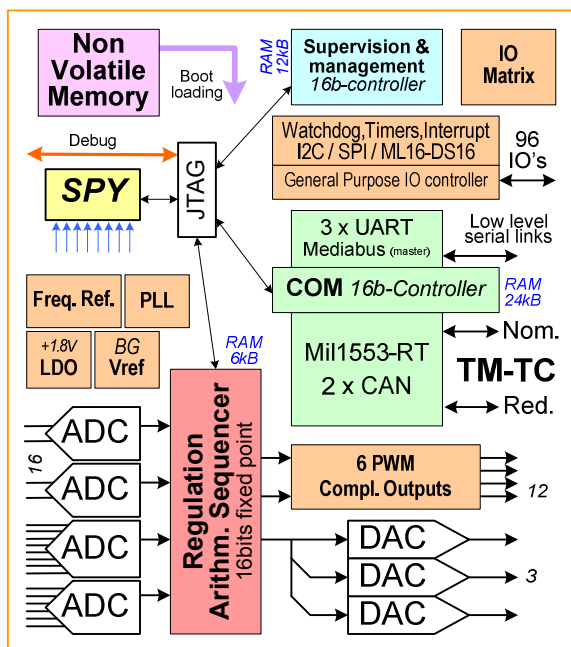 Non
Volatile
Memory
Boot
loading
RAM
12kB
Supervision &
management
16b-controller
IO
Matrix
Debug
SPY
JTAG
Watchdog,Timers,Interrupt
I2C / SPI / ML16-DS16
General Purpose IO controller
96
IO's
3 x UART
Mediabus (master)
Low level
serial links
COM 16b-Controller
RAM
24kB
Freq. Ref.
PLL
+1.8V
LDO
BG
Vref
RAM
6kB
Mil1553-RT
2 x CAN
Nom.
TM-TC
Red.
ADC
16
ADC
ADC
ADC
Regulation
Arithm. Sequencer
16bits fixed point
6 PWM
Compl. Outputs
12
DAC
DAC
3
DAC